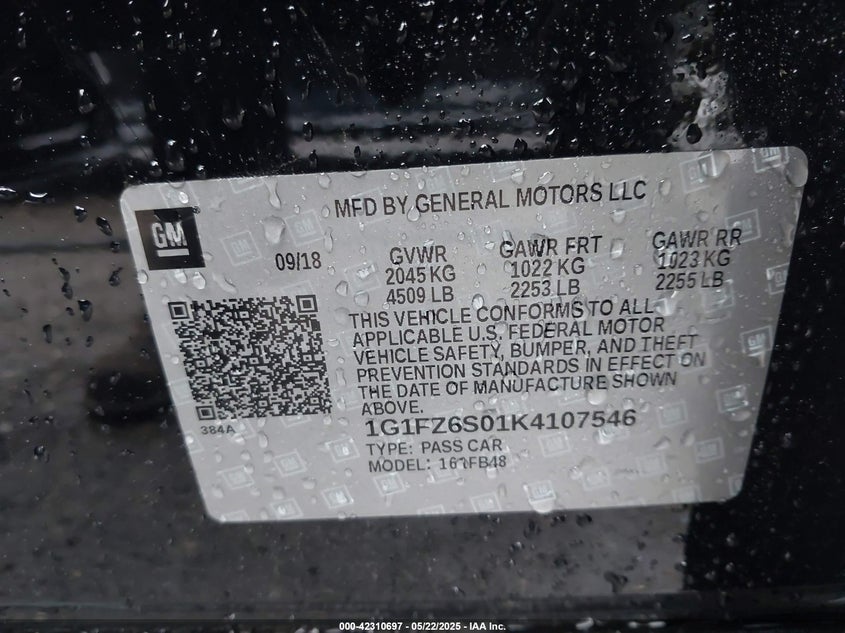 GM
MFD BY GENERAL MOTORS LLC
09/18
GVWR
2045 KG
4509 LB
GAWR FRT
1022 KG
2253 LB
GAWR RR
1023 KG
2255 LB
THIS VEHICLE CONFORMS TO ALL
APPLICABLE U.S. FEDERAL MOTOR
VEHICLE SAFETY, BUMPER, AND THEFT
PREVENTION STANDARDS IN EFFECT ON
THE DATE OF MANUFACTURE SHOWN
ABOVE.
384A
1G1FZ6S01K4107546
TYPE: PASS CAR
MODEL:
000-42310697 - 05/22/2025 - IAA Inc.